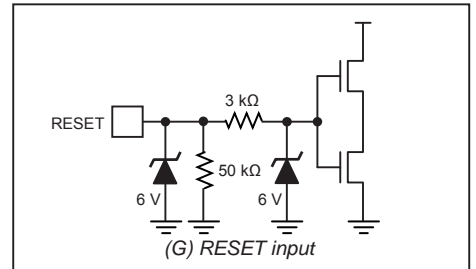 3 kΩ
RESET
50 kΩ
6 V
6 V
(G) RESET input